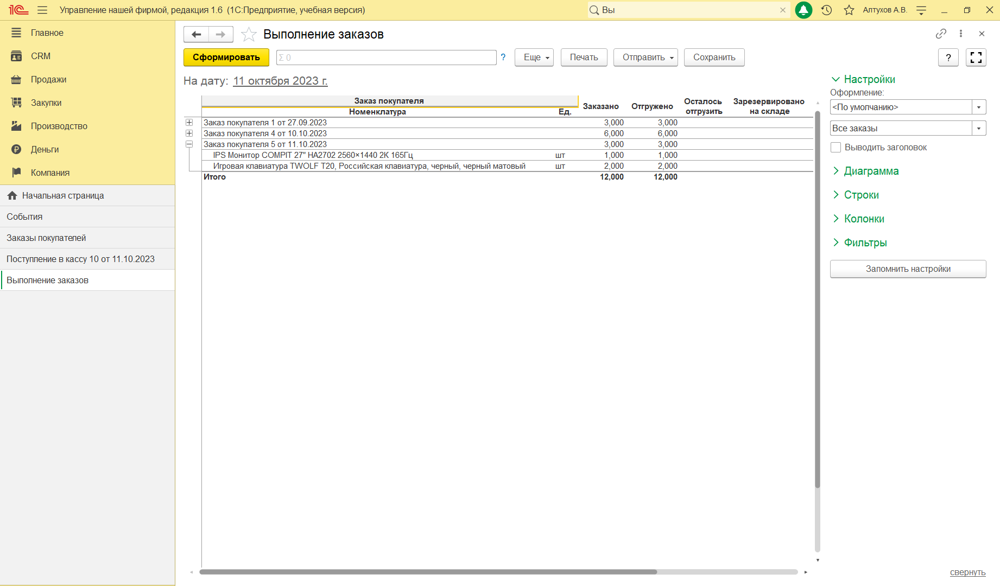 1С Управление нашей фирмой, редакция 1.6 (1С:Предприятие, учебная версия) Вы Алтухов А.В.
Главное
CRM
Продажи
Закупки
Производство
Деньги
Компания
Начальная страница
События
Заказы покупателей
Поступление в кассу 10 от 11.10.2023
Выполнение заказов
Выполнение заказов
Сформировать Σ 0 ? Еще Печать Отправить Сохранить ?
На дату: 11 октября 2023 г.
Заказ покупателя Заказано Отгружено Осталось отгрузить Зарезервировано на складе
Номенклатура Ед.
Заказ покупателя 1 от 27.09.2023 3,000 3,000
Заказ покупателя 4 от 10.10.2023 6,000 6,000
Заказ покупателя 5 от 11.10.2023 3,000 3,000
IPS Монитор COMPIT 27" HA2702 2560×1440 2К 165Гц шт 1,000 1,000
Игровая клавиатура TWOLF T20, Российская клавиатура, черный, черный матовый шт 2,000 2,000
Итого 12,000 12,000
Настройки
Оформление:
<По умолчанию>
Все заказы
Выводить заголовок
Диаграмма
Строки
Колонки
Фильтры
Запомнить настройки
свернуть